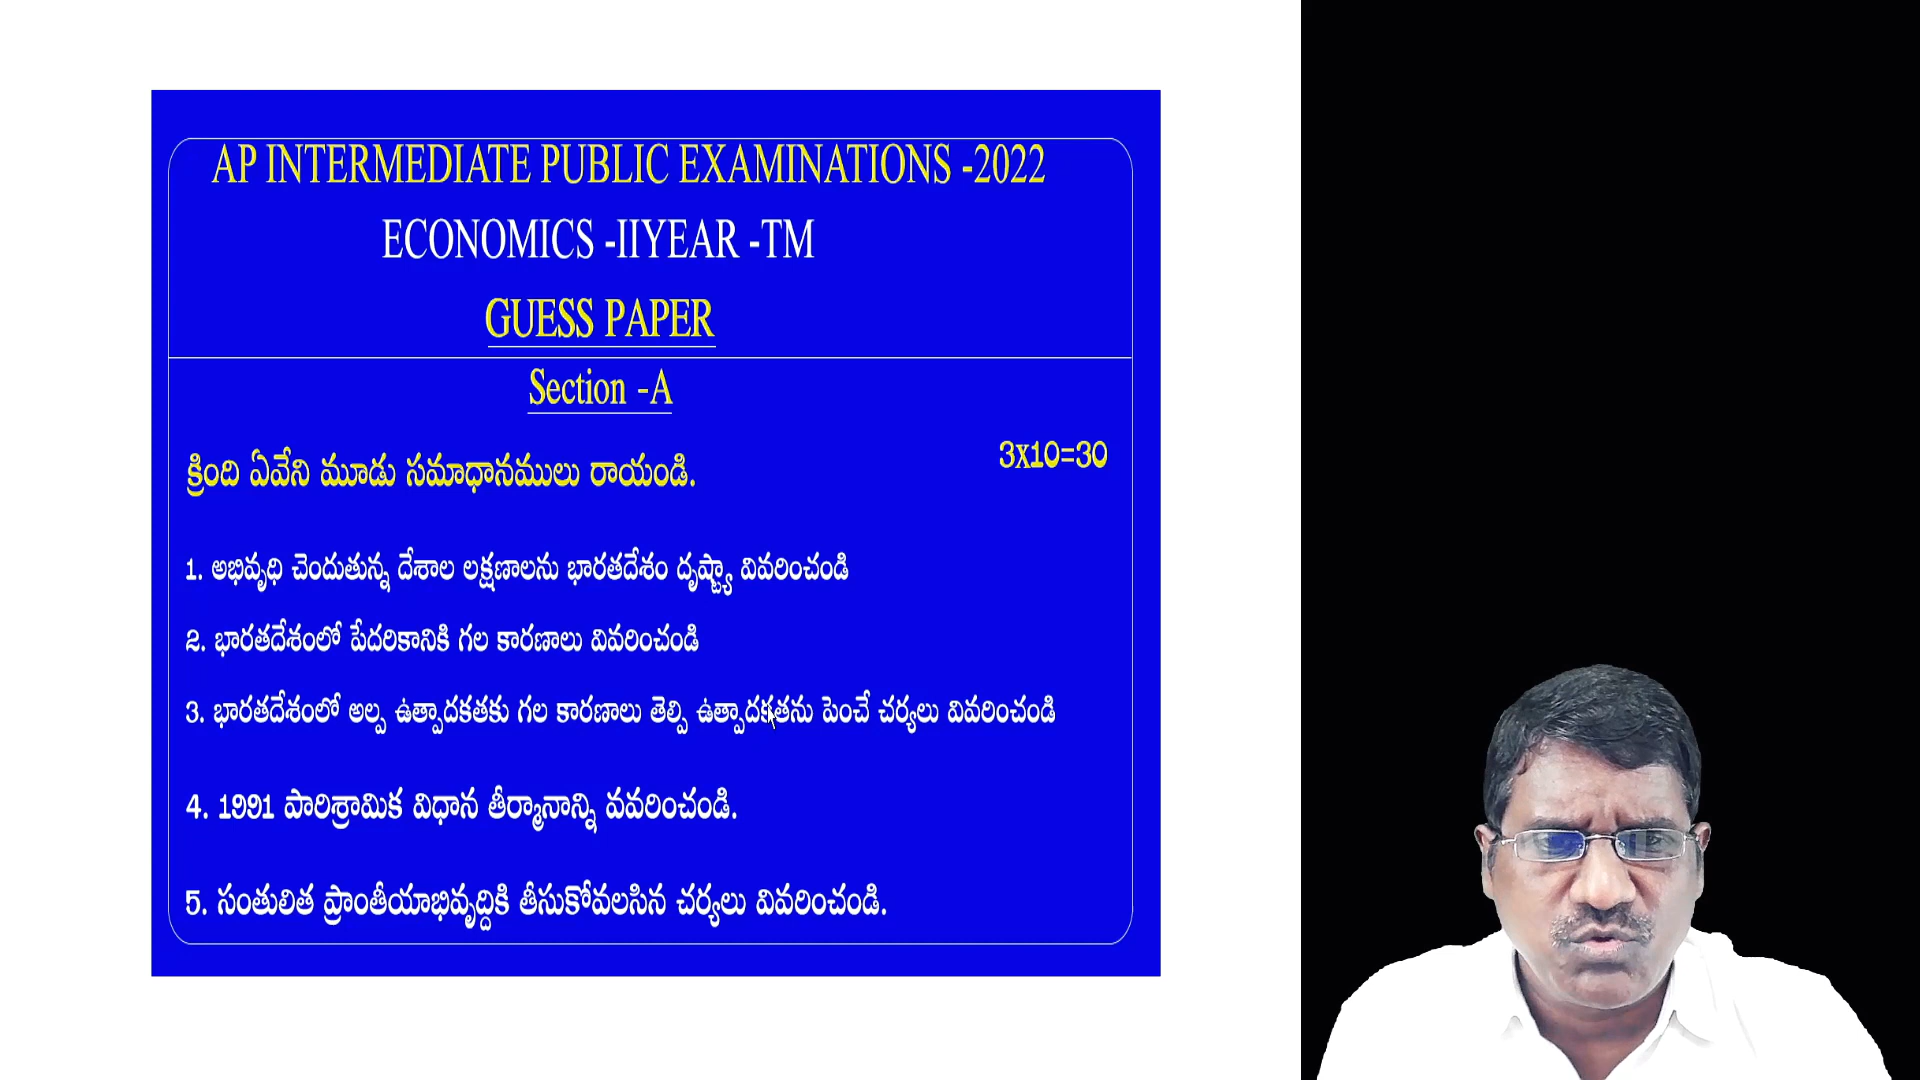 AP INTERMEDIATE PUBLIC EXAMINATIONS -2022
ECONOMICS -IIYEAR -TM
GUESS PAPER
Section -A
క్రింది ఏవేని మూడు సమాధానములు రాయండి.
3x10=30
1. అభివృధి చెందుతున్న దేశాల లక్షణాలను భారతదేశం దృష్ట్యా వివరించండి
2. భారతదేశంలో పేదరికానికి గల కారణాలు వివరించండి
3. భారతదేశంలో అల్ప ఉత్పాదకతకు గల కారణాలు తెల్పి ఉత్పాదకతను పెంచే చర్యలు వివరించండి
4. 1991 పారిశ్రామిక విధాన తీర్మానాన్ని వవరించండి.
5. సంతులిత ప్రాంతీయాభివృద్దికి తీసుకోవలసిన చర్యలు వివరించండి.